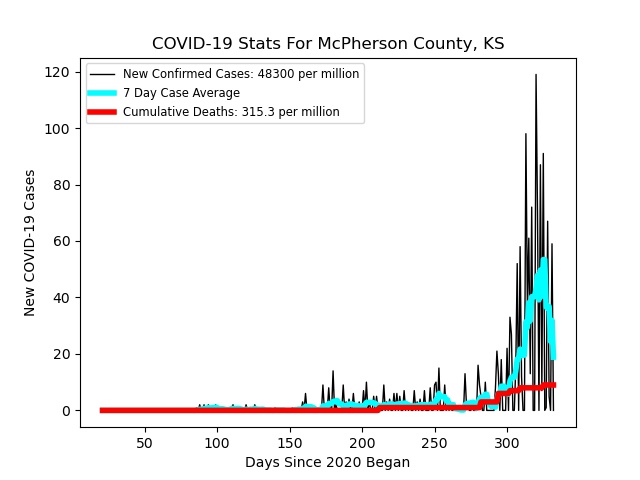 COVID-19 Stats For McPherson County, KS
New Confirmed Cases: 48300 per million
7 Day Case Average
Cumulative Deaths: 315.3 per million
New COVID-19 Cases
120
100
80
60
40
20
0
50 100 150 200 250 300
Days Since 2020 Began